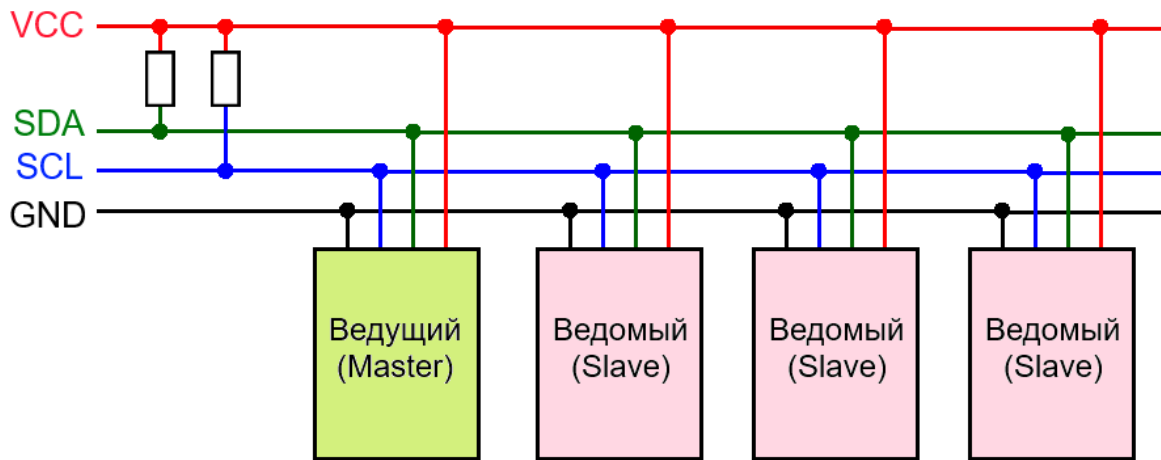 VCC
SDA
SCL
GND
Ведущий
(Master)
Ведомый
(Slave)
Ведомый
(Slave)
Ведомый
(Slave)